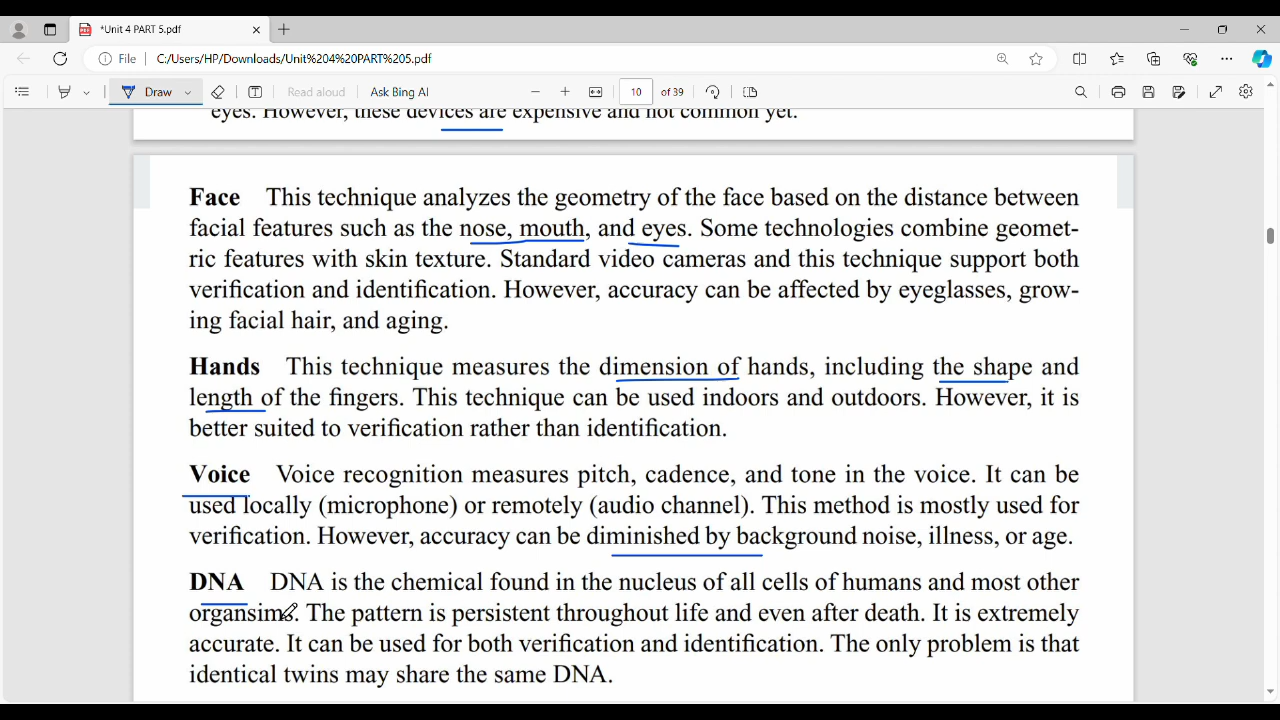 *Unit 4 PART 5.pdf
File
C:/Users/HP/Downloads/Unit%204%20PART%205.pdf
Draw
Read aloud
Ask Bing AI
10
of 39
eyes. However, these devices are expensive and not common yet.
Face This technique analyzes the geometry of the face based on the distance between
facial features such as the nose, mouth, and eyes. Some technologies combine geomet-
ric features with skin texture. Standard video cameras and this technique support both
verification and identification. However, accuracy can be affected by eyeglasses, grow-
ing facial hair, and aging.
Hands This technique measures the dimension of hands, including the shape and
length of the fingers. This technique can be used indoors and outdoors. However, it is
better suited to verification rather than identification.
Voice Voice recognition measures pitch, cadence, and tone in the voice. It can be
used locally (microphone) or remotely (audio channel). This method is mostly used for
verification. However, accuracy can be diminished by background noise, illness, or age.
DNA DNA is the chemical found in the nucleus of all cells of humans and most other
organsims. The pattern is persistent throughout life and even after death. It is extremely
accurate. It can be used for both verification and identification. The only problem is that
identical twins may share the same DNA.